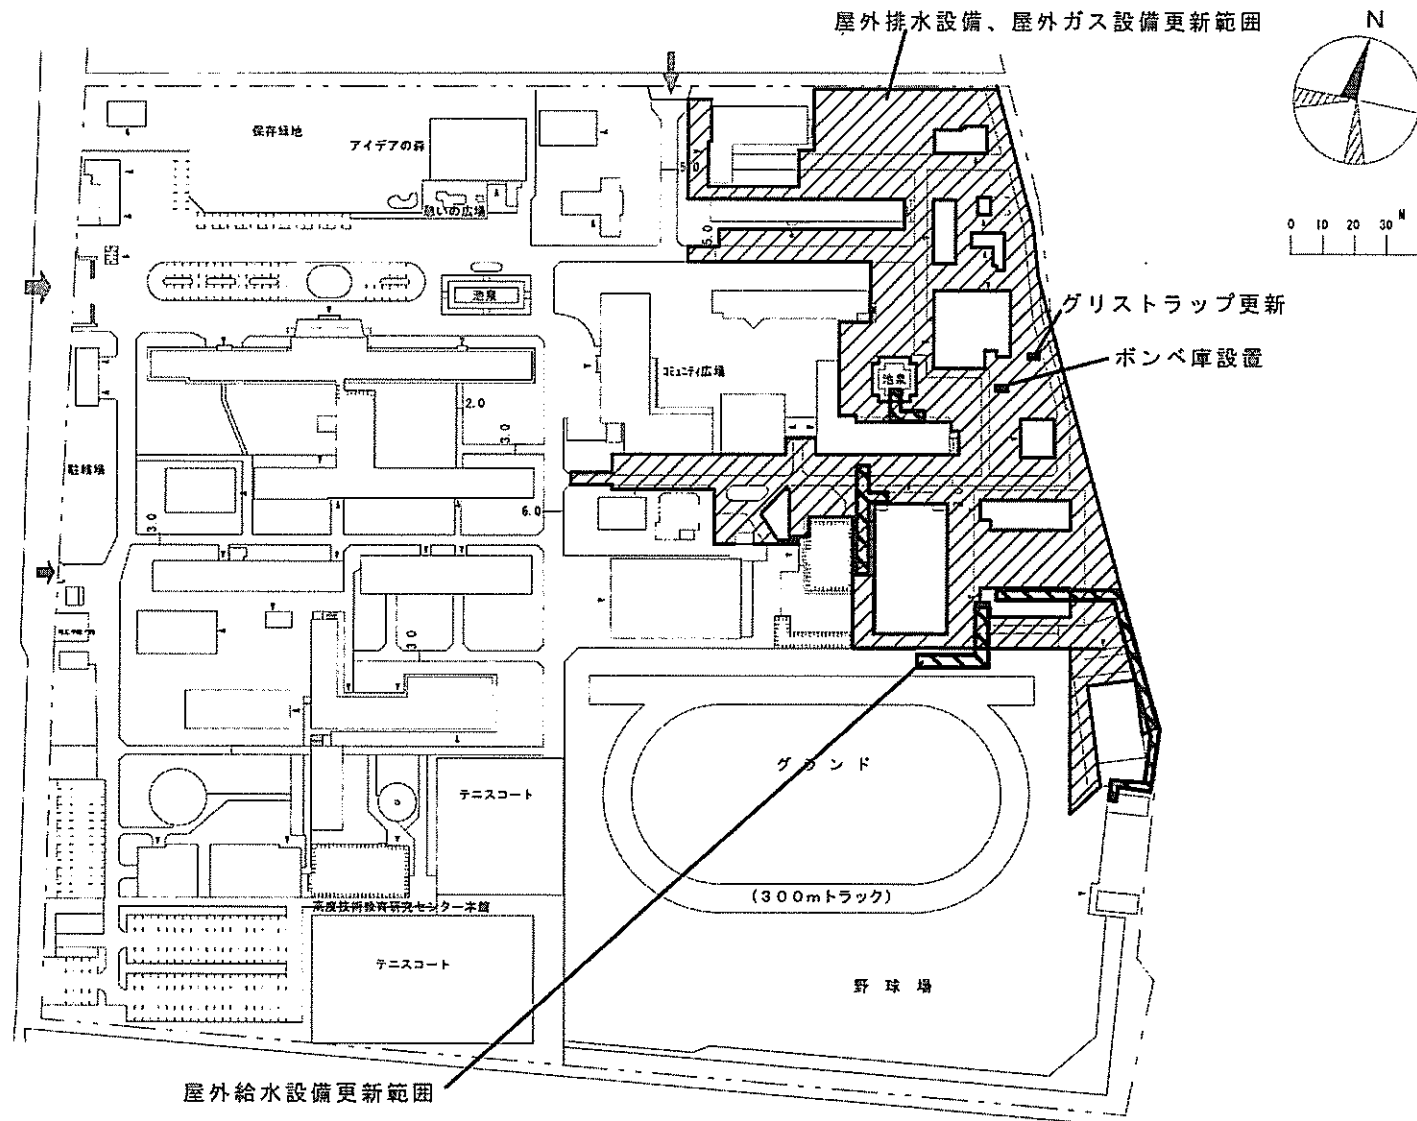 屋外排水設備、屋外ガス設備更新範囲
N
0 10 20 30 M
保存緑地
アイデアの森
憩いの広場
5.0
5.0
池泉
グリストラップ更新
ボンベ庫設置
コミュニティ広場
池泉
2.0
3.0
駐輪場
3.0
6.0
3.0
グランド
テニスコート
(300mトラック)
高度技術教育研究センター本館
テニスコート
野球場
屋外給水設備更新範囲